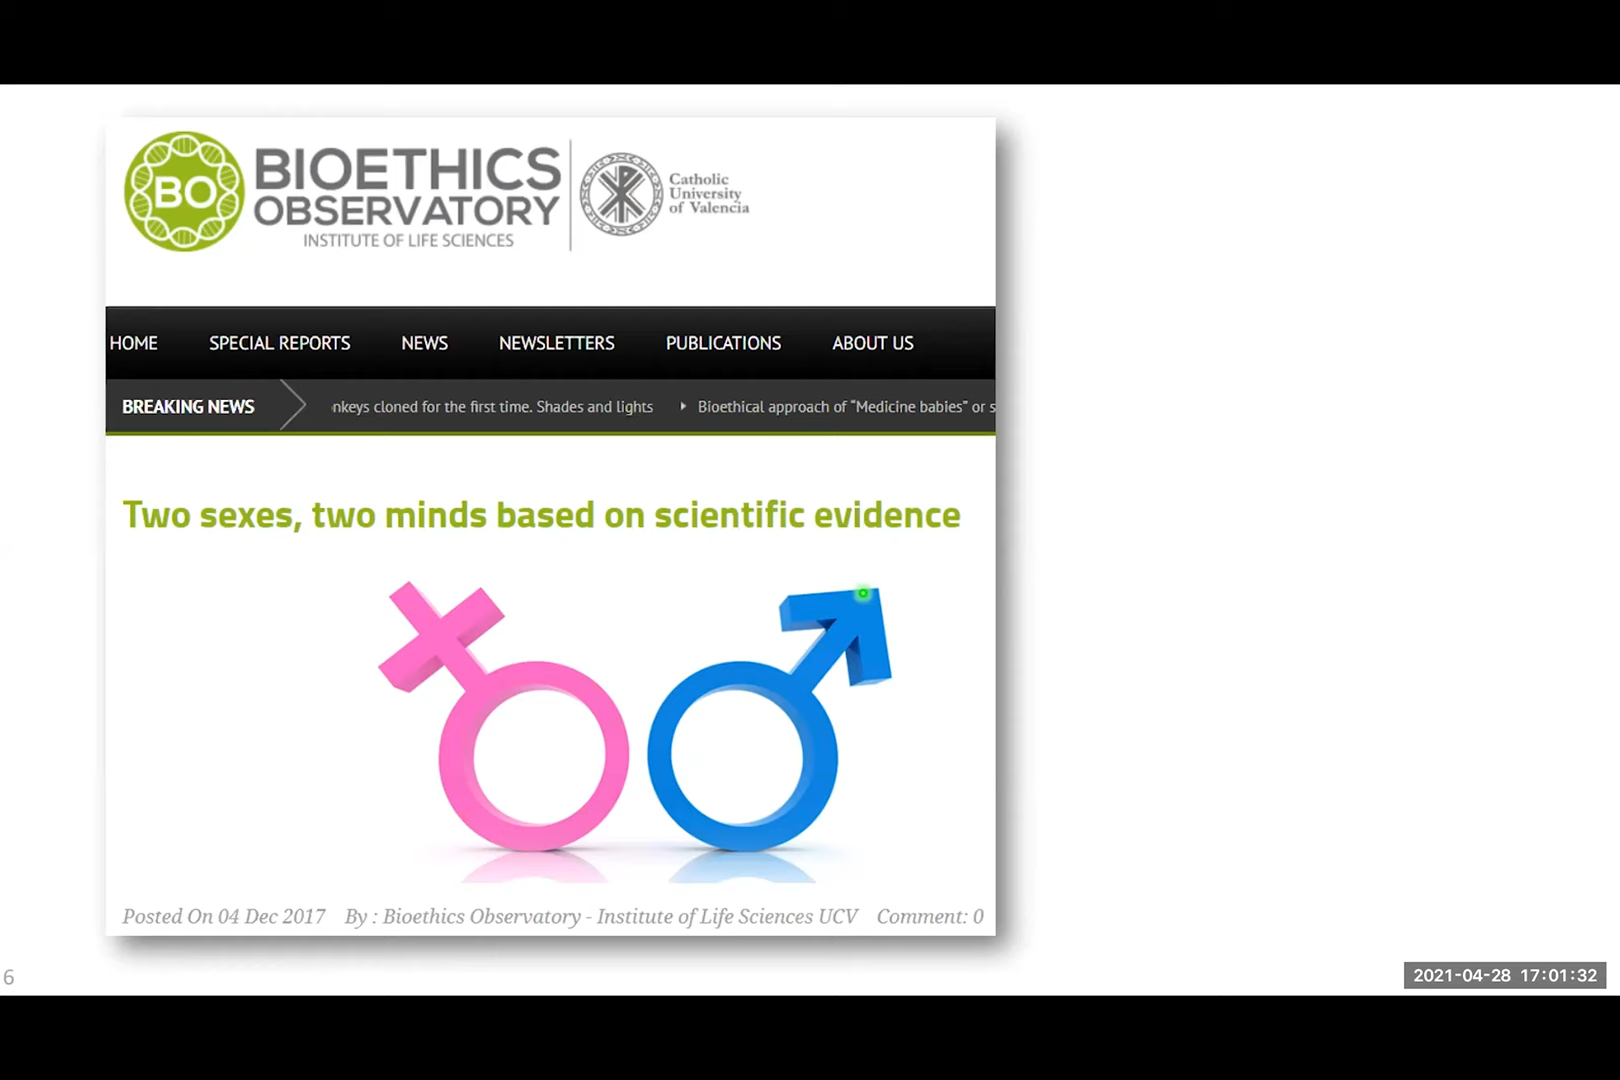 BO
BIOETHICS
OBSERVATORY
INSTITUTE OF LIFE SCIENCES
Catholic
University
of Valencia
HOME SPECIAL REPORTS NEWS NEWSLETTERS PUBLICATIONS ABOUT US
BREAKING NEWS nkeys cloned for the first time. Shades and lights Bioethical approach of “Medicine babies” or s
Two sexes, two minds based on scientific evidence
Posted On 04 Dec 2017 By : Bioethics Observatory - Institute of Life Sciences UCV Comment: 0
6
2021-04-28 17:01:32